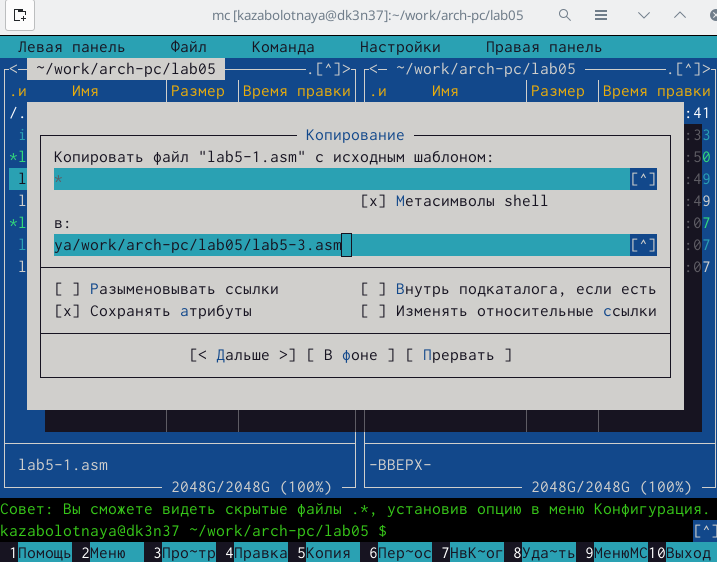 mc [kazabolotnaya@dk3n37]:~/work/arch-pc/lab05
Левая панель Файл Команда Настройки Правая панель
<— ~/work/arch-pc/lab05 .[^]> <— ~/work/arch-pc/lab05 .[^]>
.и Имя Размер Время правки .и Имя Размер Время правки
/. :41
Копирование
i :33
Копировать файл "lab5-1.asm" с исходным шаблоном:
*l :50
* [^]
l :49
l [x] Метасимволы shell :49
*l в: :07
l ya/work/arch-pc/lab05/lab5-3.asm [^] :07
l :07
[ ] Разыменовывать ссылки [ ] Внутрь подкаталога, если есть
[x] Сохранять атрибуты [ ] Изменять относительные ссылки
[< Дальше >] [ В фоне ] [ Прервать ]
lab5-1.asm -ВВЕРХ-
2048G/2048G (100%) 2048G/2048G (100%)
Совет: Вы сможете видеть скрытые файлы .*, установив опцию в меню Конфигурация.
kazabolotnaya@dk3n37 ~/work/arch-pc/lab05 $ [^]
1Помощь 2Меню 3Про~тр 4Правка 5Копия 6Пер~ос 7НвК~ог 8Уда~ть 9МенюMC 10Выход